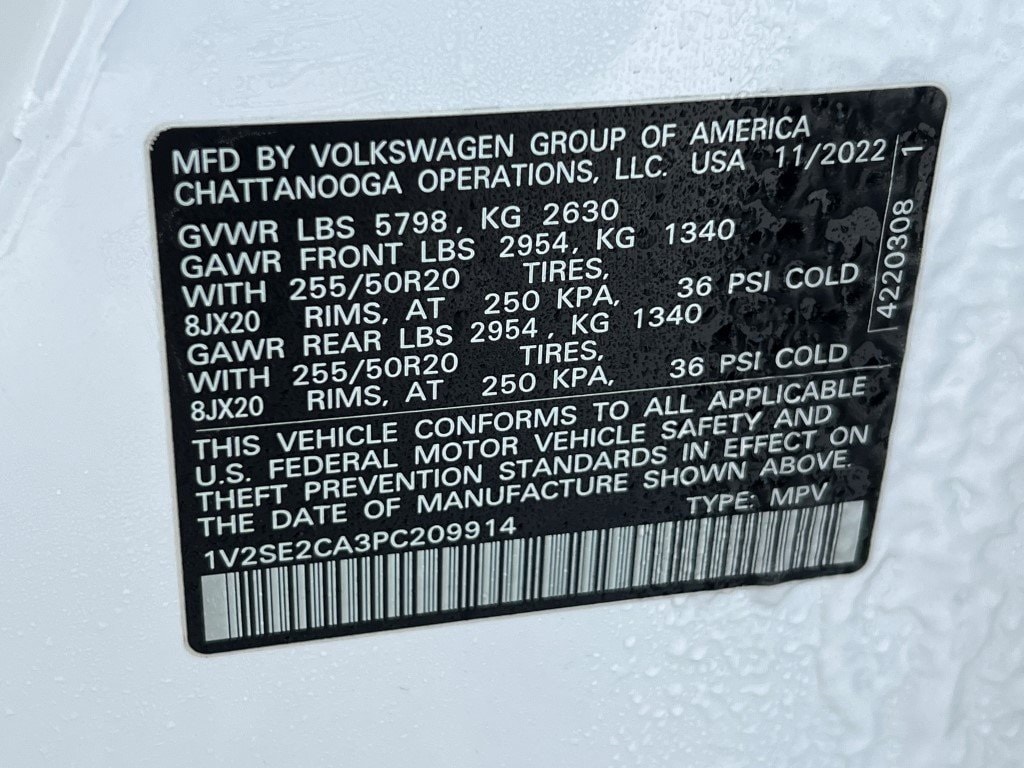 MFD BY VOLKSWAGEN GROUP OF AMERICA
CHATTANOOGA OPERATIONS, LLC. USA 11/2022
GVWR LBS 5798, KG 2630
GAWR FRONT LBS 2954, KG 1340
WITH 255/50R20 TIRES,
8JX20 RIMS, AT 250 KPA, 36 PSI COLD
GAWR REAR LBS 2954, KG 1340
WITH 255/50R20 TIRES,
8JX20 RIMS, AT 250 KPA, 36 PSI COLD
THIS VEHICLE CONFORMS TO ALL APPLICABLE
U.S. FEDERAL MOTOR VEHICLE SAFETY AND
THEFT PREVENTION STANDARDS IN EFFECT ON
THE DATE OF MANUFACTURE SHOWN ABOVE.
1V2SE2CA3PC209914 TYPE: MPV
4220308 1